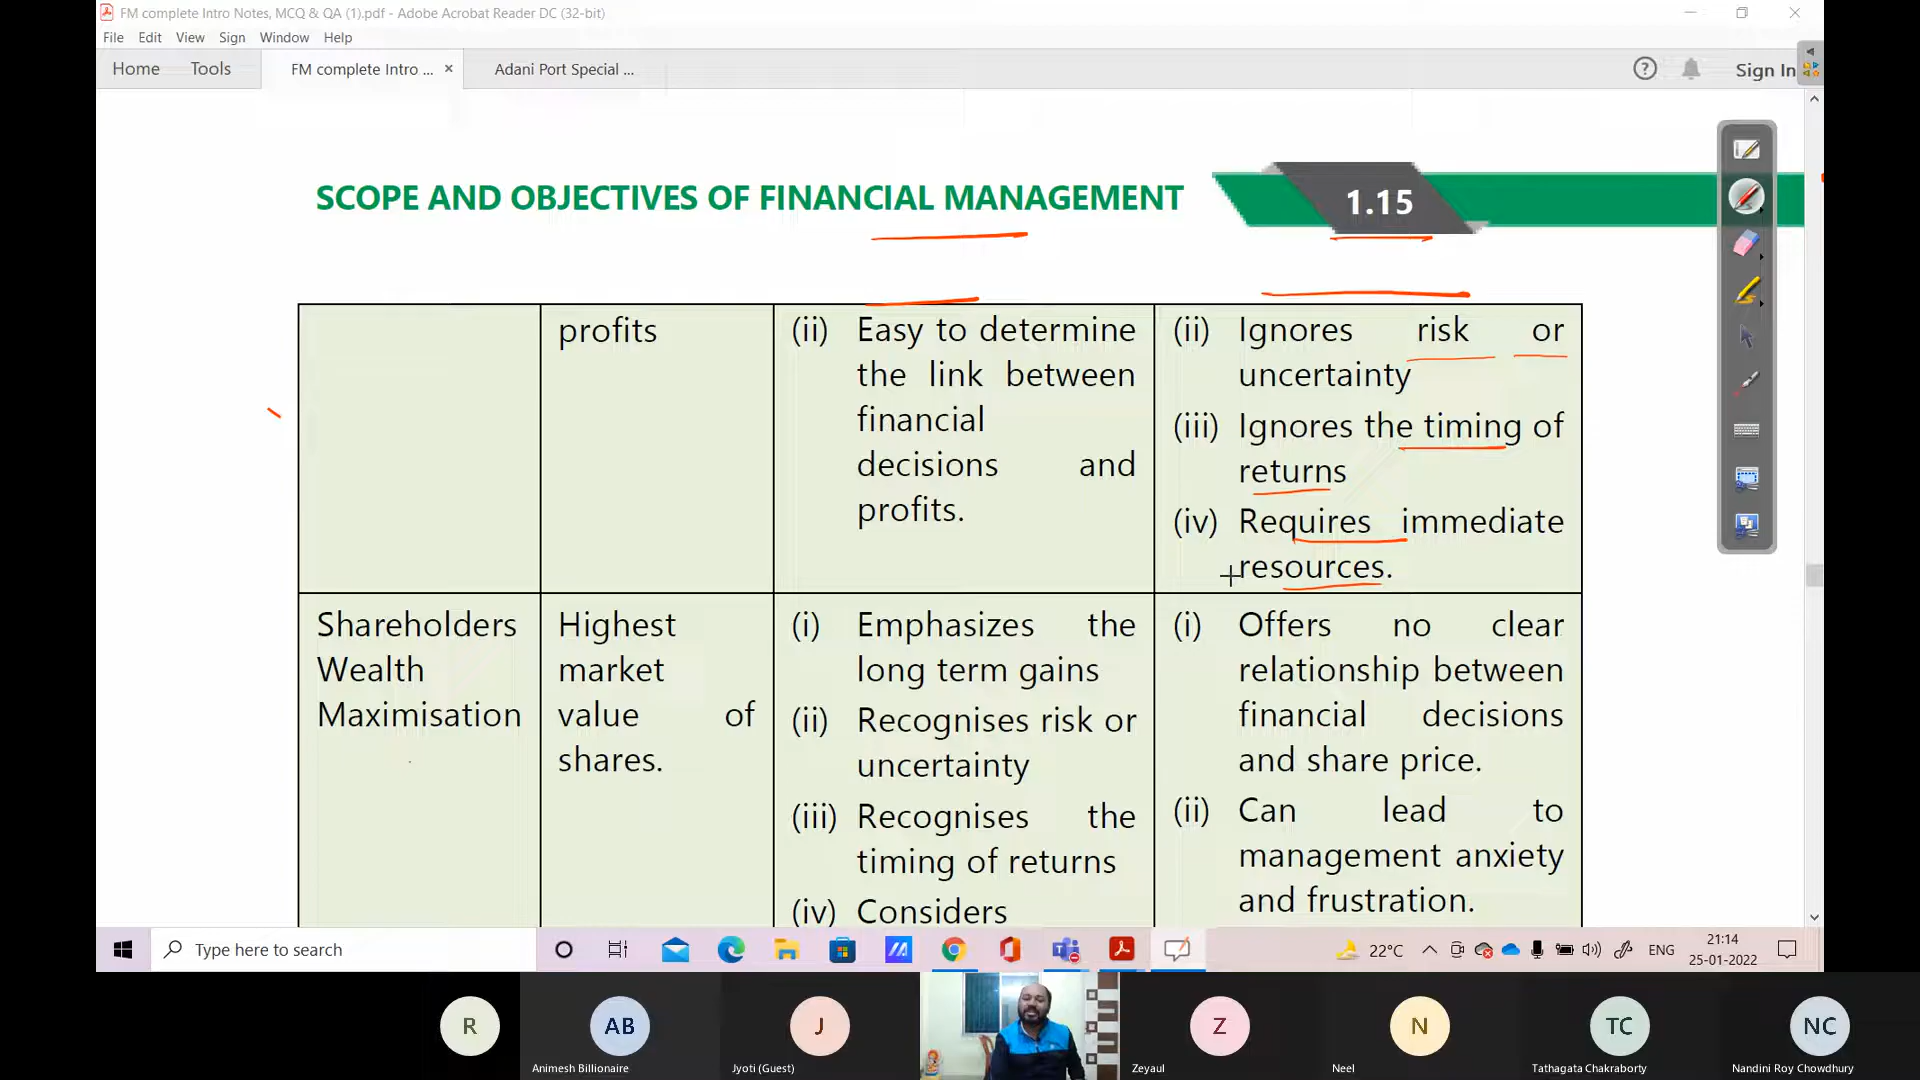 FM complete Intro Notes, MCQ & QA (1).pdf - Adobe Acrobat Reader DC (32-bit)
File Edit View Sign Window Help
Home Tools FM complete Intro ... × Adani Port Special ... Sign In
SCOPE AND OBJECTIVES OF FINANCIAL MANAGEMENT 1.15
profits
(ii) Easy to determine
the link between
financial
decisions and
profits.
(ii) Ignores risk or
uncertainty
(iii) Ignores the timing of
returns
(iv) Requires immediate
resources.
Shareholders
Wealth
Maximisation
Highest
market
value of
shares.
(i) Emphasizes the
long term gains
(ii) Recognises risk or
uncertainty
(iii) Recognises the
timing of returns
(iv) Considers
(i) Offers no clear
relationship between
financial decisions
and share price.
(ii) Can lead to
management anxiety
and frustration.
Type here to search
22°C
ENG
21:14
25-01-2022
R
AB
J
Z
N
TC
NC
Animesh Billionaire
Jyoti (Guest)
Zeyaul
Neel
Tathagata Chakraborty
Nandini Roy Chowdhury